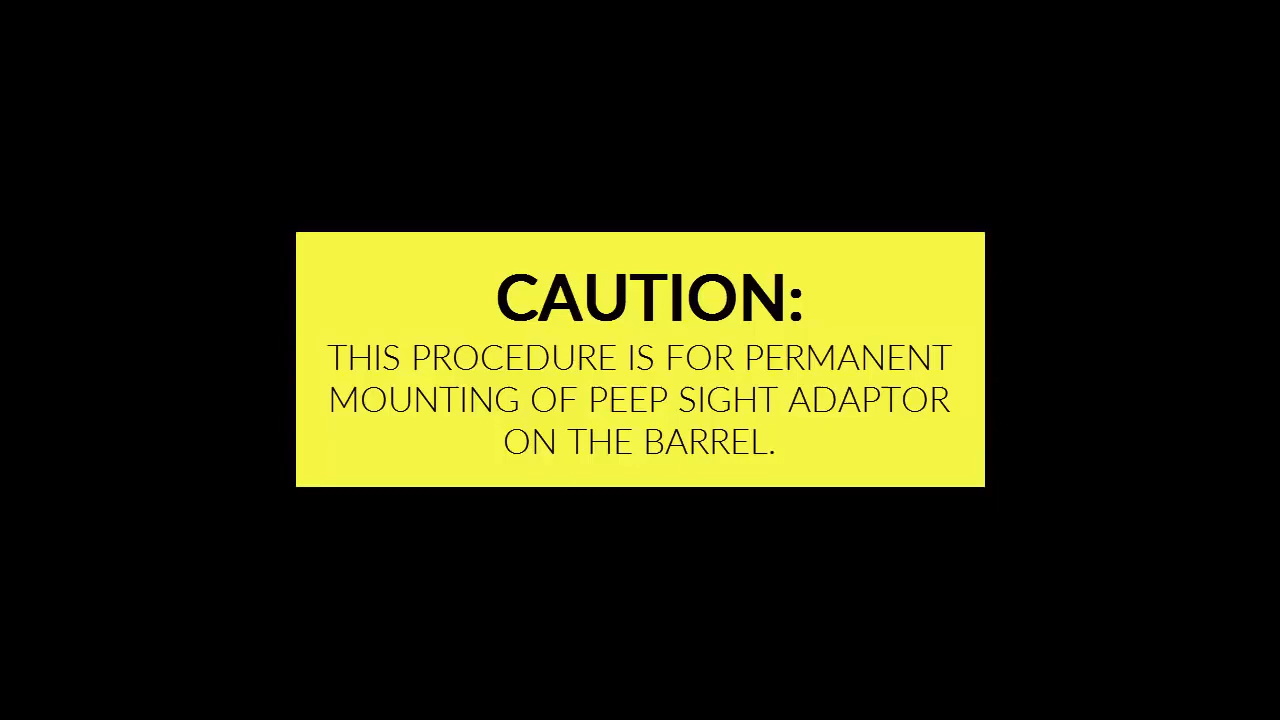 CAUTION:
THIS PROCEDURE IS FOR PERMANENT
MOUNTING OF PEEP SIGHT ADAPTOR
ON THE BARREL.